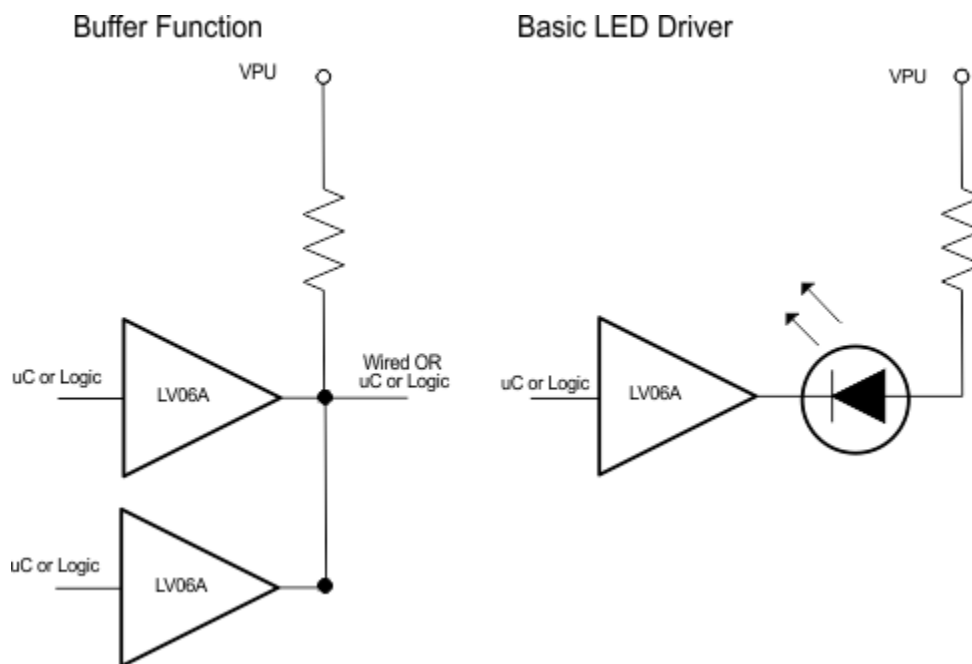 Buffer Function
Basic LED Driver
VPU
VPU
uC or Logic
LV06A
Wired OR
uC or Logic
uC or Logic
LV06A
uC or Logic
LV06A